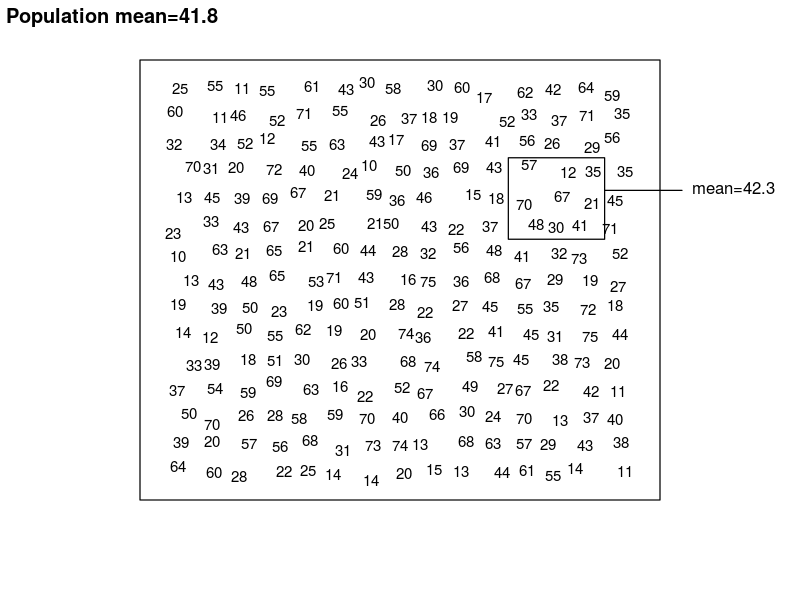 Population mean=41.8
25 55 11 55 61 43 30 58 30 60 17 62 42 64 59
60 11 46 52 71 55 26 37 18 19 52 33 37 71 35
32 34 52 12 55 63 43 17 69 37 41 56 26 29 56
70 31 20 72 40 24 10 50 36 69 43 57 12 35 35
13 45 39 69 67 21 59 36 46 15 18 70 67 21 45 mean=42.3
23 33 43 67 20 25 21 50 43 22 37 48 30 41 71
10 63 21 65 21 60 44 28 32 56 48 41 32 73 52
13 43 48 65 53 71 43 16 75 36 68 67 29 19 27
19 39 50 23 19 60 51 28 22 27 45 55 35 72 18
14 12 50 55 62 19 20 74 36 22 41 45 31 75 44
33 39 18 51 30 26 33 68 74 58 75 45 38 73 20
37 54 59 69 63 16 22 52 67 49 27 67 22 42 11
50 70 26 28 58 59 70 40 66 30 24 70 13 37 40
39 20 57 56 68 31 73 74 13 68 63 57 29 43 38
64 60 28 22 25 14 14 20 15 13 44 61 55 14 11